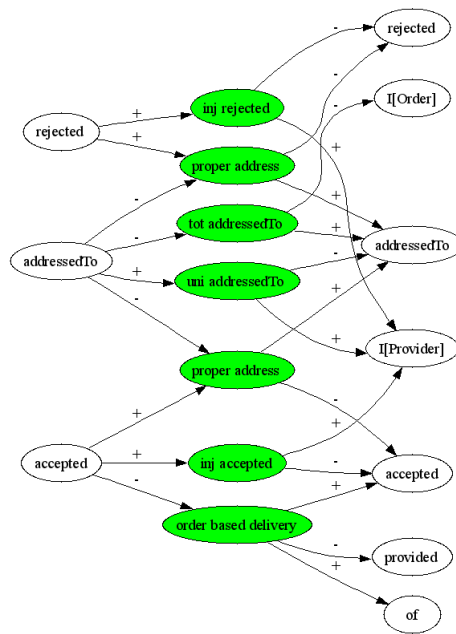 rejected
-
inj rejected
-
I[Order]
+
rejected
-
+
proper address
+
-
+
tot addressedTo
+
-
addressedTo
-
addressedTo
+
uni addressedTo
+
-
+
I[Provider]
proper address
-
+
+
accepted
+
inj accepted
-
accepted
-
+
order based delivery
-
provided
+
of